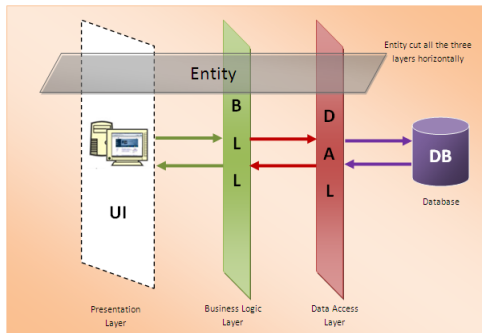 Entity cut all the three
layers horizontally
Entity
B
L
L
D
A
L
DB
Database
UI
Presentation
Layer
Business Logic
Layer
Data Access
Layer